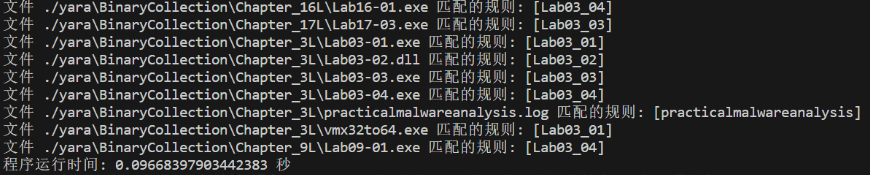 文件 ./yara\BinaryCollection\Chapter_16L\Lab16-01.exe 匹配的规则: [Lab03_04]
文件 ./yara\BinaryCollection\Chapter_17L\Lab17-03.exe 匹配的规则: [Lab03_03]
文件 ./yara\BinaryCollection\Chapter_3L\Lab03-01.exe 匹配的规则: [Lab03_01]
文件 ./yara\BinaryCollection\Chapter_3L\Lab03-02.dll 匹配的规则: [Lab03_02]
文件 ./yara\BinaryCollection\Chapter_3L\Lab03-03.exe 匹配的规则: [Lab03_03]
文件 ./yara\BinaryCollection\Chapter_3L\Lab03-04.exe 匹配的规则: [Lab03_04]
文件 ./yara\BinaryCollection\Chapter_3L\practicalmalwareanalysis.log 匹配的规则: [practicalmalwareanalysis]
文件 ./yara\BinaryCollection\Chapter_3L\vmx32to64.exe 匹配的规则: [Lab03_01]
文件 ./yara\BinaryCollection\Chapter_9L\Lab09-01.exe 匹配的规则: [Lab03_04]
程序运行时间: 0.09668397903442383 秒